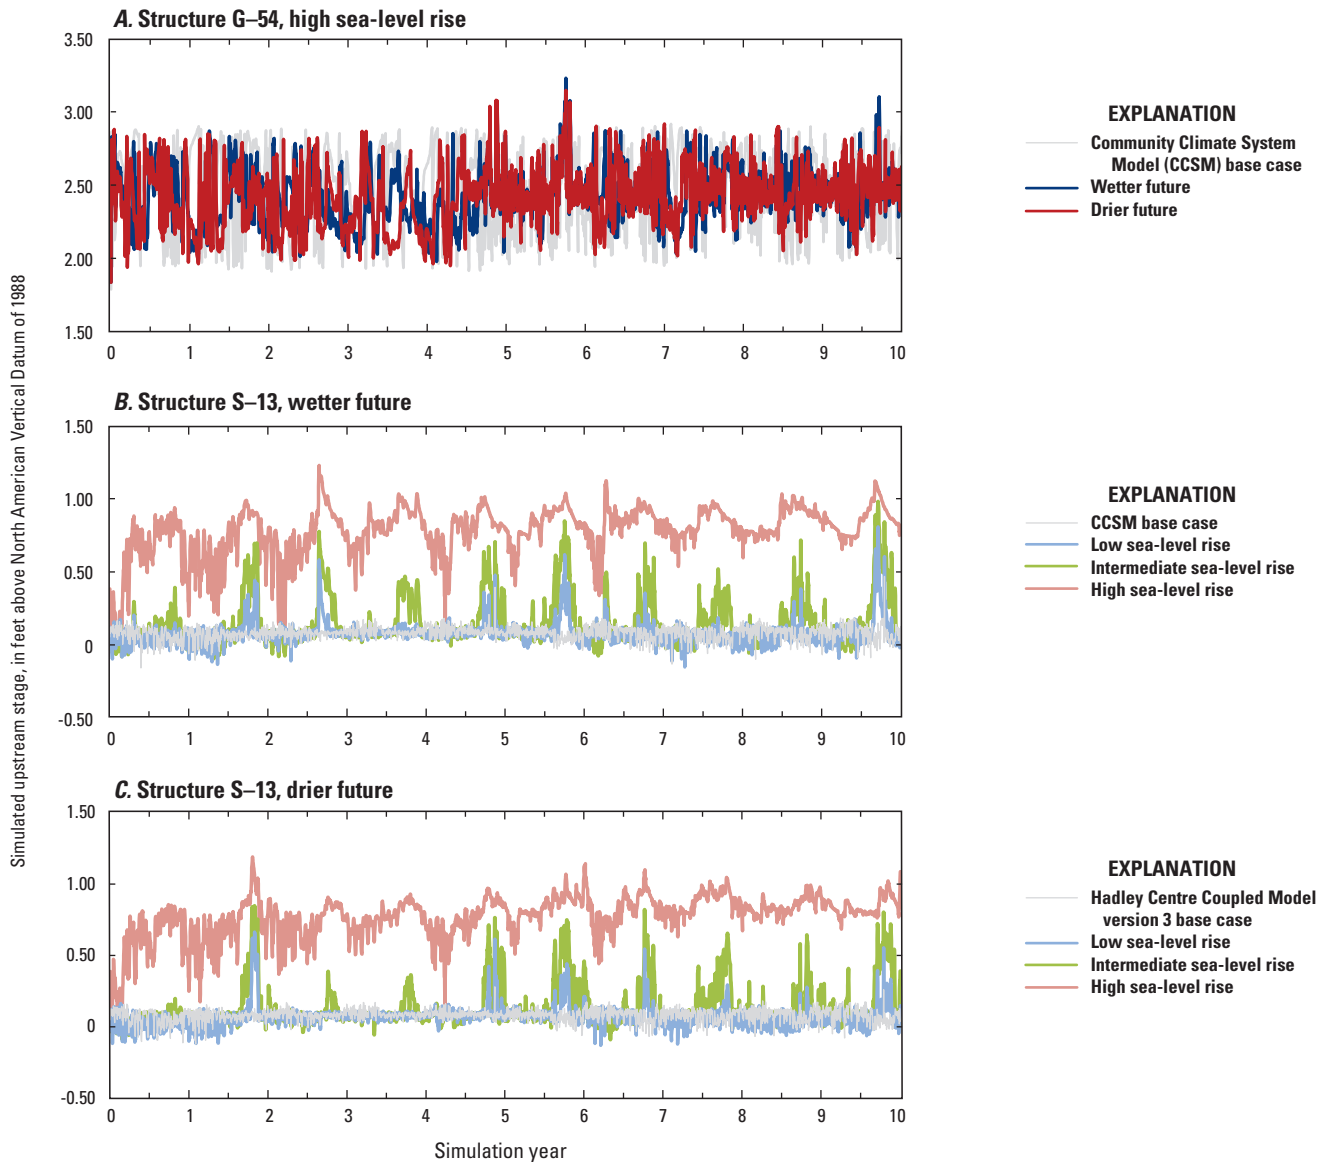 A. Structure G–54, high sea-level rise
3.50
3.00
2.50
2.00
1.50
0 1 2 3 4 5 6 7 8 9 10
EXPLANATION
Community Climate System
Model (CCSM) base case
Wetter future
Drier future
Simulated upstream stage, in feet above North American Vertical Datum of 1988
B. Structure S–13, wetter future
1.50
1.00
0.50
0
-0.50
0 1 2 3 4 5 6 7 8 9 10
EXPLANATION
CCSM base case
Low sea-level rise
Intermediate sea-level rise
High sea-level rise
C. Structure S–13, drier future
1.50
1.00
0.50
0
-0.50
0 1 2 3 4 5 6 7 8 9 10
EXPLANATION
Hadley Centre Coupled Model
version 3 base case
Low sea-level rise
Intermediate sea-level rise
High sea-level rise
Simulation year